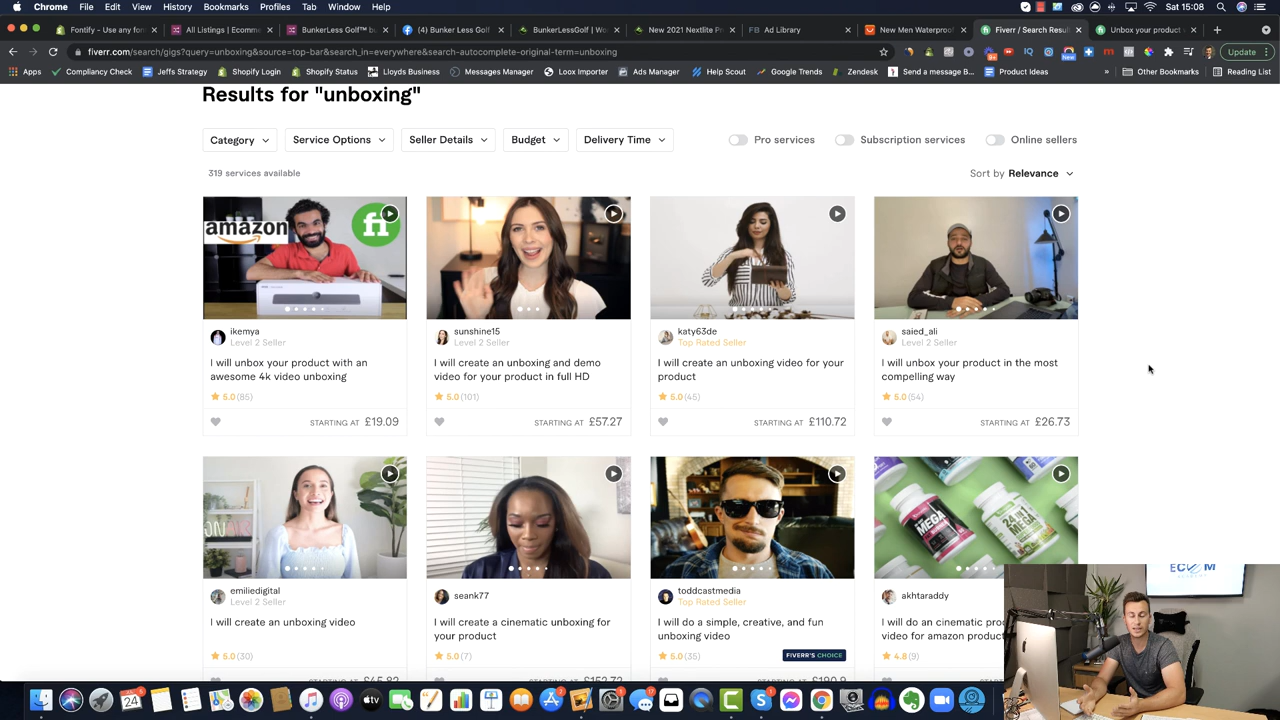 Chrome File Edit View History Bookmarks Profiles Tab Window Help
Sat 15:08
Fontify - Use any fon
All Listings | Ecomme
BunkerLess Golf™ bu
(4) Bunker Less Golf
BunkerLessGolf | Wo
New 2021 Nextlite Pr
FB Ad Library
New Men Waterproof
Fiverr / Search Resul
Unbox your product
fiverr.com/search/gigs?query=unboxing&source=top-bar&search_in=everywhere&search-autocomplete-original-term=unboxing
Update
Apps Compliancy Check Jeffs Strategy Shopify Login Shopify Status Lloyds Business Messages Manager Loox Importer Ads Manager Help Scout Google Trends Zendesk Send a message B... Product Ideas » Other Bookmarks Reading List
Results for "unboxing"
Category Service Options Seller Details Budget Delivery Time Pro services Subscription services Online sellers
319 services available
Sort by Relevance
amazon
fi
ikemya
Level 2 Seller
I will unbox your product with an
awesome 4k video unboxing
5.0 (85)
STARTING AT £19.09
sunshine15
Level 2 Seller
I will create an unboxing and demo
video for your product in full HD
5.0 (101)
STARTING AT £57.27
katy63de
Top Rated Seller
I will create an unboxing video for your
product
5.0 (45)
STARTING AT £110.72
saied_ali
Level 2 Seller
I will unbox your product in the most
compelling way
5.0 (54)
STARTING AT £26.73
emiliedigital
Level 2 Seller
I will create an unboxing video
5.0 (30)
seank77
I will create a cinematic unboxing for
your product
5.0 (7)
toddcastmedia
Top Rated Seller
I will do a simple, creative, and fun
unboxing video
5.0 (35)
FIVERR'S CHOICE
MEGA
akhtaraddy
I will do an cinematic pro
video for amazon product
4.8 (9)